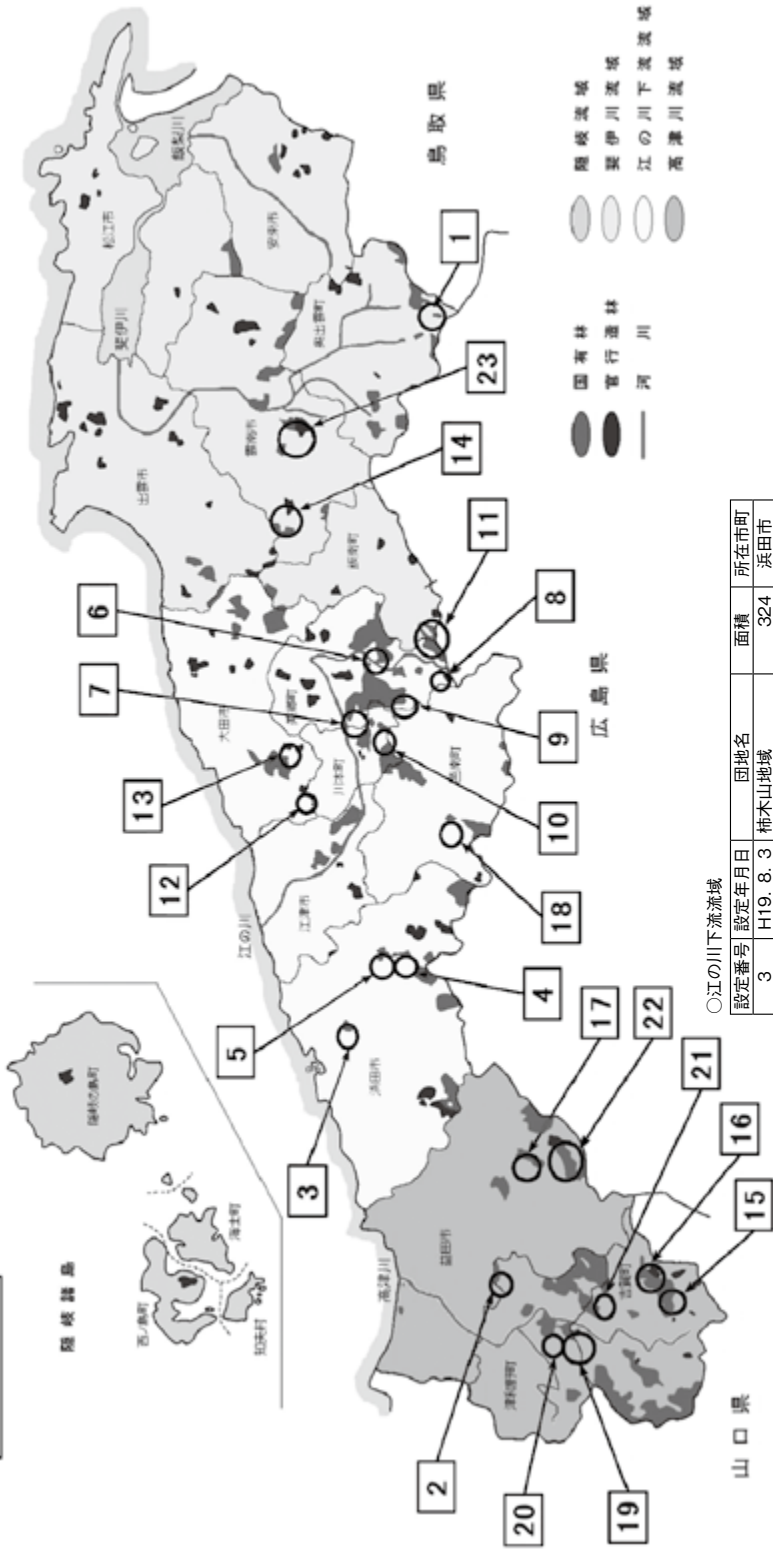 隠岐諸島
隠岐の島町
西ノ島町
海士町
知夫村
松江市
斐伊川
飯梨川
安来市
出雲市
雲南市
奥出雲町
飯南町
鳥取県
大田市
美郷町
川本町
江の川
江津市
邑南町
浜田市
広島県
高津川
益田市
津和野町
吉賀町
山口県
1
23
14
11
8
6
7
9
10
13
12
18
5
4
3
17
22
21
16
15
2
20
19
国有林
官行造林
河川
隠岐流域
斐伊川流域
江の川下流流域
高津川流域
○江の川下流流域
設定番号 設定年月日 団地名 面積 所在市町
3 H19. 8. 3 柿木山地域 324 浜田市